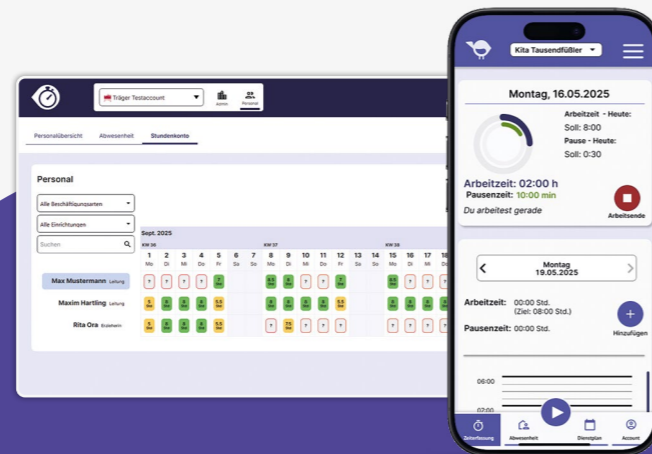 Träger Testaccount
Admin
Personal
Personalübersicht
Abwesenheit
Stundenkonto
Personal
Alle Beschäftigungsarten
Alle Einrichtungen
Suchen
Sept. 2025
KW 36 KW 37 KW 38
1 2 3 4 5 6 7 8 9 10 11 12 13 14 15 16 17 18
Mo Di Mi Do Fr Sa So Mo Di Mi Do Fr Sa So Mo Di Mi Do
Max Mustermann Leitung
Maxim Hartling Leitung
Rita Ora Erzieherin
Kita Tausendfüßler
Montag, 16.05.2025
Arbeitzeit - Heute:
Soll: 8:00
Pause - Heute:
Soll: 0:30
Arbeitzeit: 02:00 h
Pausenzeit: 10:00 min
Du arbeitest gerade
Arbeitsende
Montag
19.05.2025
Arbeitzeit: 00:00 Std.
(Ziel: 08:00 Std.)
Pausenzeit: 00:00 Std.
Hinzufügen
06:00
07:00
Zeiterfassung
Abwesenheit
Dienstplan
Account